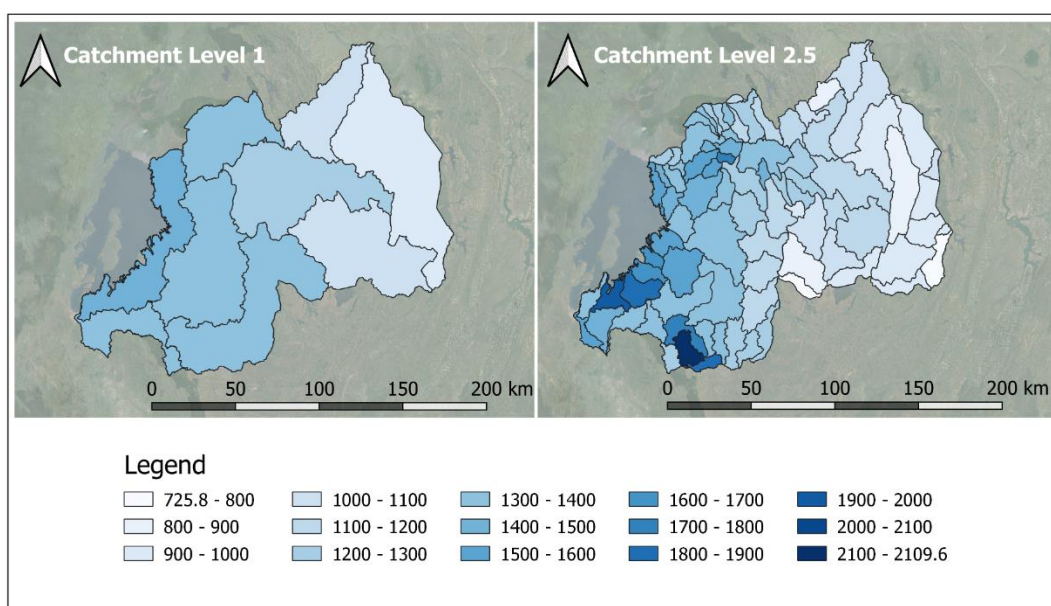 Catchment Level 1
Catchment Level 2.5
0 50 100 150 200 km
0 50 100 150 200 km
Legend
725.8 - 800
1000 - 1100
1300 - 1400
1600 - 1700
1900 - 2000
800 - 900
1100 - 1200
1400 - 1500
1700 - 1800
2000 - 2100
900 - 1000
1200 - 1300
1500 - 1600
1800 - 1900
2100 - 2109.6